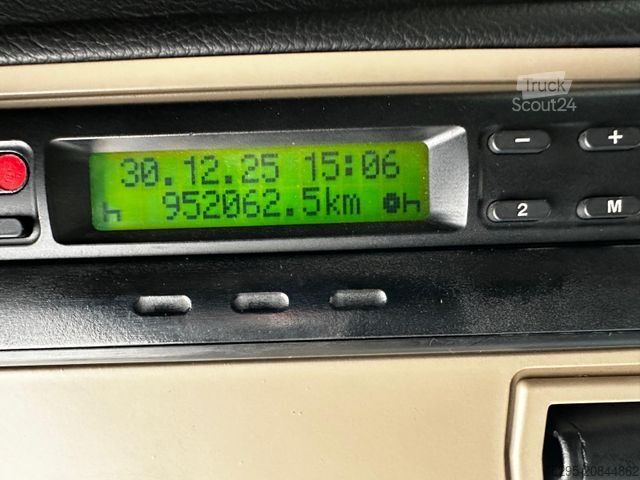 Truck
Scout24
30.12.25 15:06
952062.5km
-
+
2
M
295-20844862